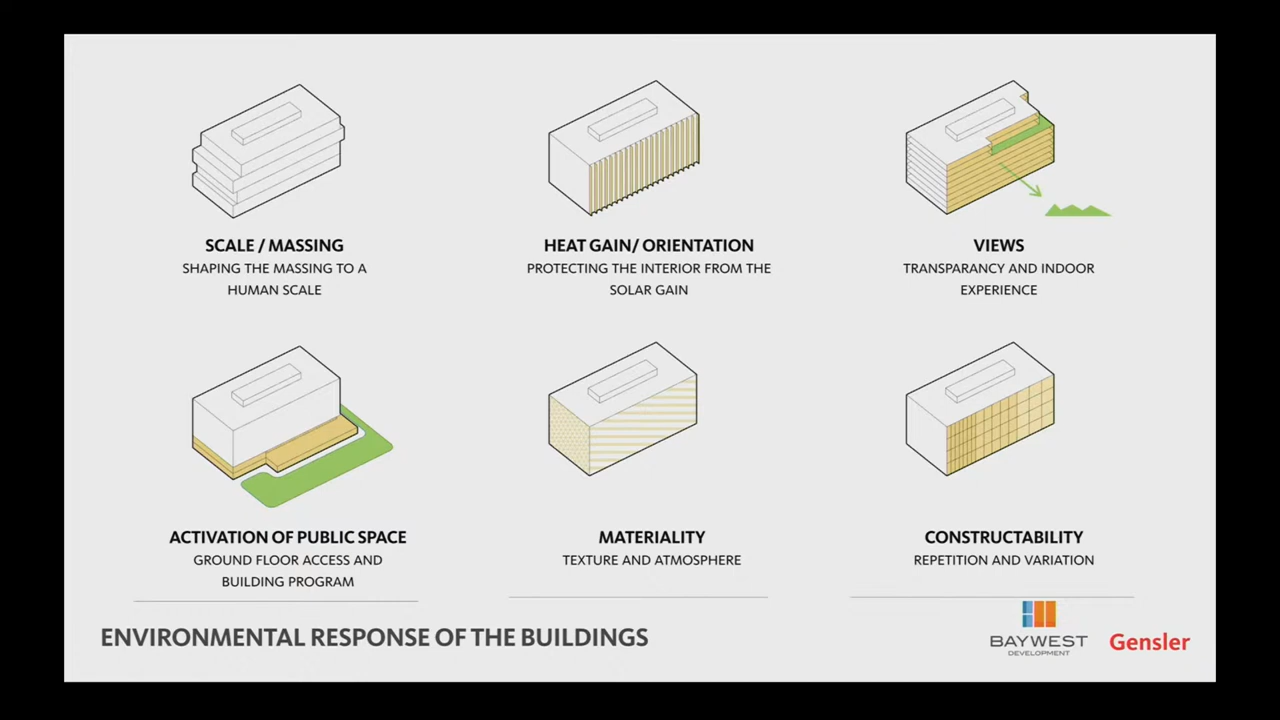 SCALE / MASSING
SHAPING THE MASSING TO A
HUMAN SCALE
HEAT GAIN/ ORIENTATION
PROTECTING THE INTERIOR FROM THE
SOLAR GAIN
VIEWS
TRANSPARANCY AND INDOOR
EXPERIENCE
ACTIVATION OF PUBLIC SPACE
GROUND FLOOR ACCESS AND
BUILDING PROGRAM
MATERIALITY
TEXTURE AND ATMOSPHERE
CONSTRUCTABILITY
REPETITION AND VARIATION
ENVIRONMENTAL RESPONSE OF THE BUILDINGS
BAYWEST
DEVELOPMENT
Gensler